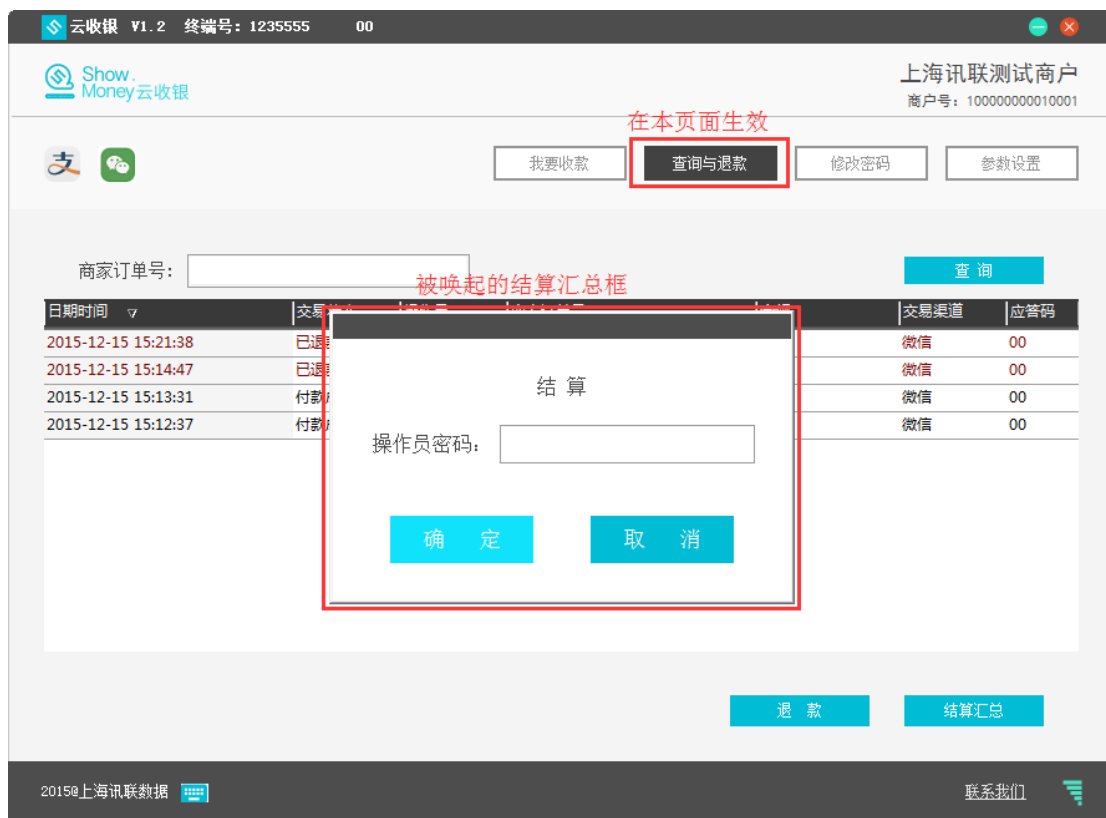 云收银 V1.2 终端号：1235555 00
Show.
Money云收银
上海讯联测试商户
商户号：100000000010001
在本页面生效
支
我要收款 查询与退款 修改密码 参数设置
商家订单号： 查 询
被唤起的结算汇总框
日期时间 交易 交易渠道 应答码
2015-12-15 15:21:38 已退 微信 00
2015-12-15 15:14:47 已退 微信 00
2015-12-15 15:13:31 付款 微信 00
2015-12-15 15:12:37 付款 微信 00
结 算
操作员密码：
确 定 取 消
退 款 结算汇总
2015@上海讯联数据 联系我们